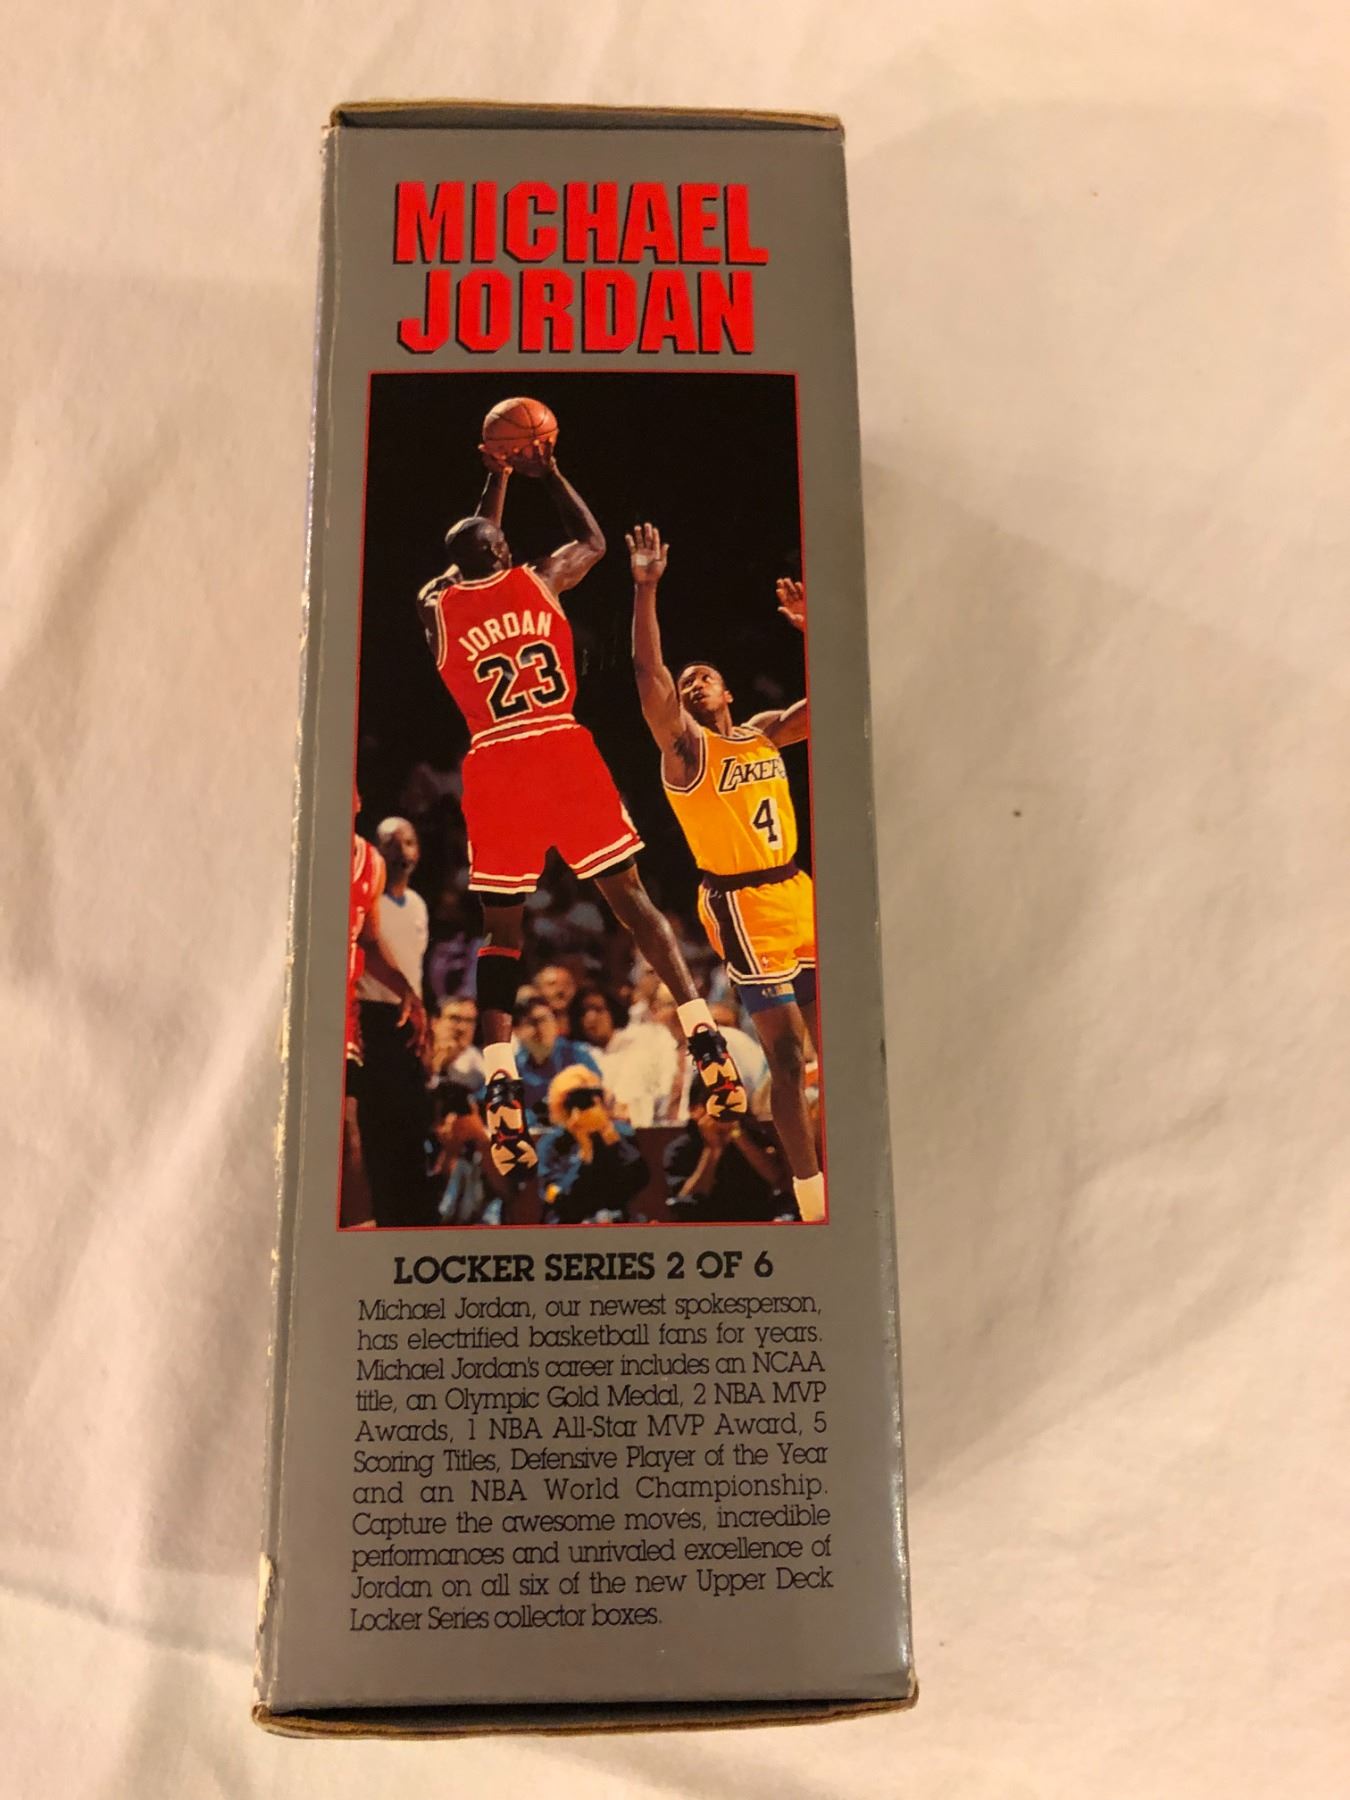 MICHAEL
JORDAN
JORDAN
23
LAKERS
4
LOCKER SERIES 2 OF 6
Michael Jordan, our newest spokesperson,
has electrified basketball fans for years.
Michael Jordan's career includes an NCAA
title, an Olympic Gold Medal, 2 NBA MVP
Awards, 1 NBA All-Star MVP Award, 5
Scoring Titles, Defensive Player of the Year
and an NBA World Championship.
Capture the awesome moves, incredible
performances and unrivaled excellence of
Jordan on all six of the new Upper Deck
Locker Series collector boxes.